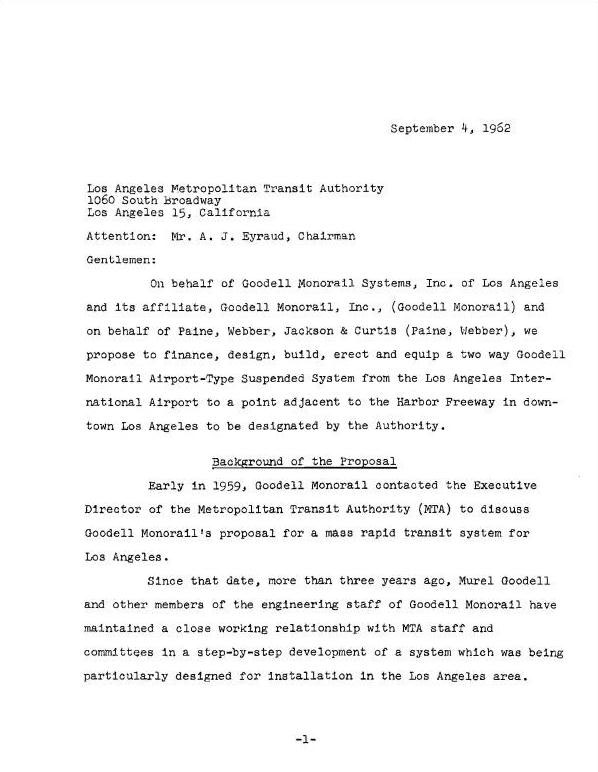 September 4, 1962
Los Angeles Metropolitan Transit Authority
1060 South Broadway
Los Angeles 15, California
Attention: Mr. A. J. Eyraud, Chairman
Gentlemen:
On behalf of Goodell Monorail Systems, Inc. of Los Angeles
and its affiliate, Goodell Monorail, Inc., (Goodell Monorail) and
on behalf of Paine, Webber, Jackson & Curtis (Paine, Webber), we
propose to finance, design, build, erect and equip a two way Goodell
Monorail Airport-Type Suspended System from the Los Angeles Inter-
national Airport to a point adjacent to the Harbor Freeway in down-
town Los Angeles to be designated by the Authority.
Background of the Proposal
Early in 1959, Goodell Monorail contacted the Executive
Director of the Metropolitan Transit Authority (MTA) to discuss
Goodell Monorail's proposal for a mass rapid transit system for
Los Angeles.
Since that date, more than three years ago, Murel Goodell
and other members of the engineering staff of Goodell Monorail have
maintained a close working relationship with MTA staff and
committees in a step-by-step development of a system which was being
particularly designed for installation in the Los Angeles area.
-1-